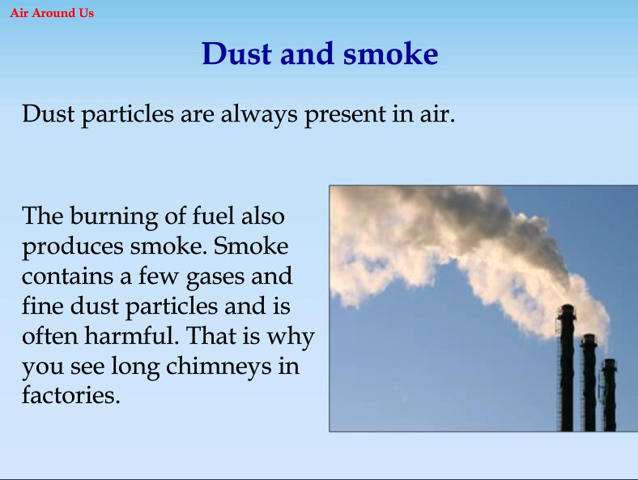 Air Around Us
Dust and smoke
Dust particles are always present in air.
The burning of fuel also
produces smoke. Smoke
contains a few gases and
fine dust particles and is
often harmful. That is why
you see long chimneys in
factories.